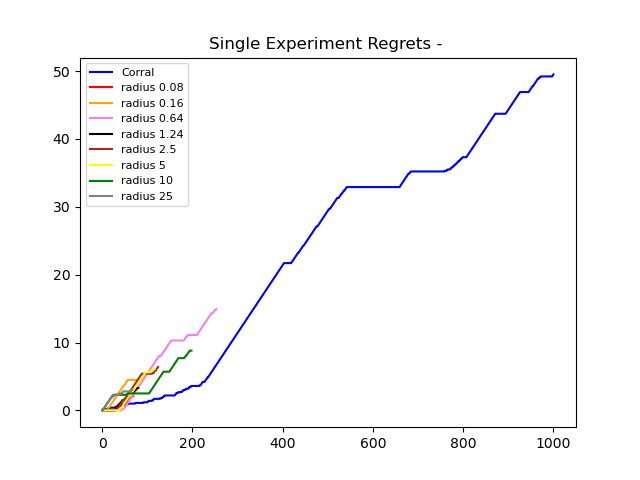 Single Experiment Regrets -
50
40
30
20
10
0
Corral
radius 0.08
radius 0.16
radius 0.64
radius 1.24
radius 2.5
radius 5
radius 10
radius 25
0 200 400 600 800 1000